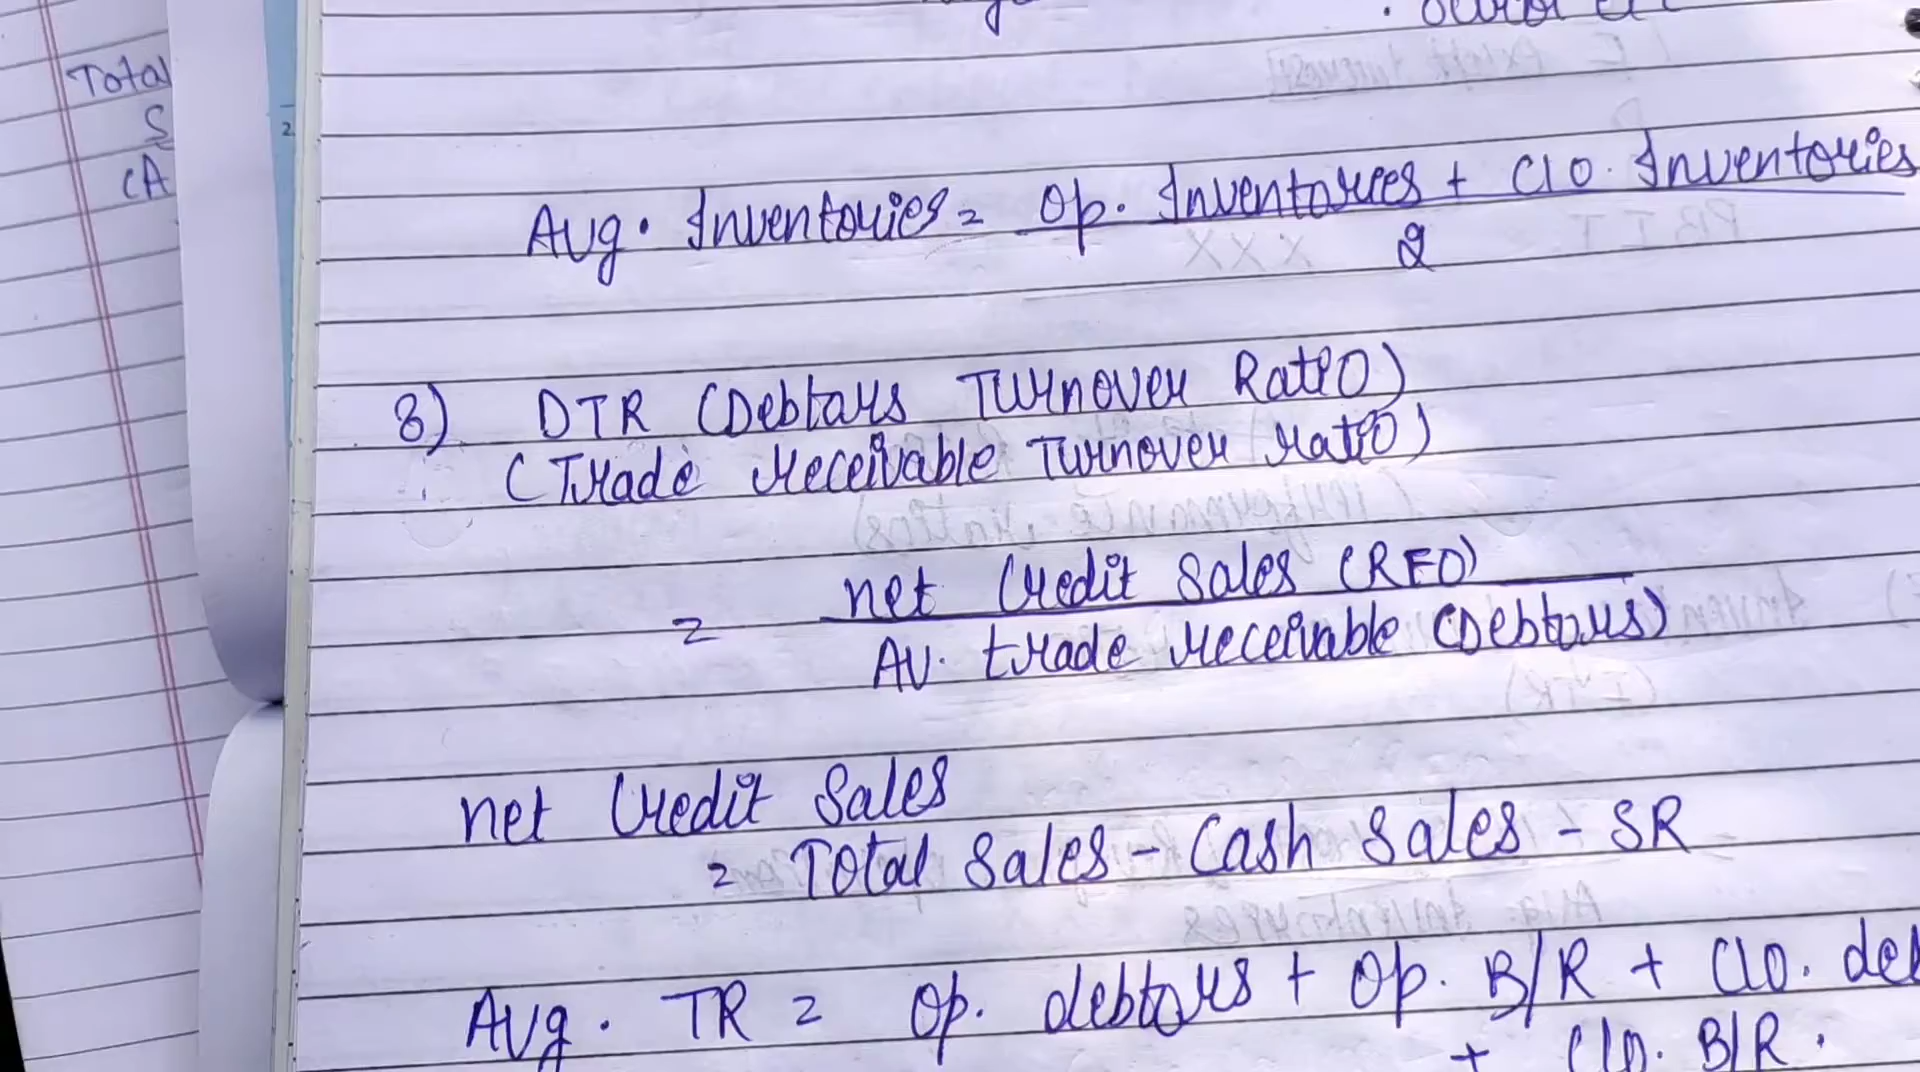 Total
S
(A
2.
Avg. Inventories = Op. Inventories + Clo. Inventories
2
8) DTR (Debtors Turnover Ratio)
(Trade receivable Turnover ratio)
= net Credit Sales (RFO)
Av. trade receivable (Debtors)
net Credit Sales
= Total Sales - Cash Sales - SR
Avg. TR = Op. debtors + Op. B/R + Clo. deb
+ Clo. B/R.